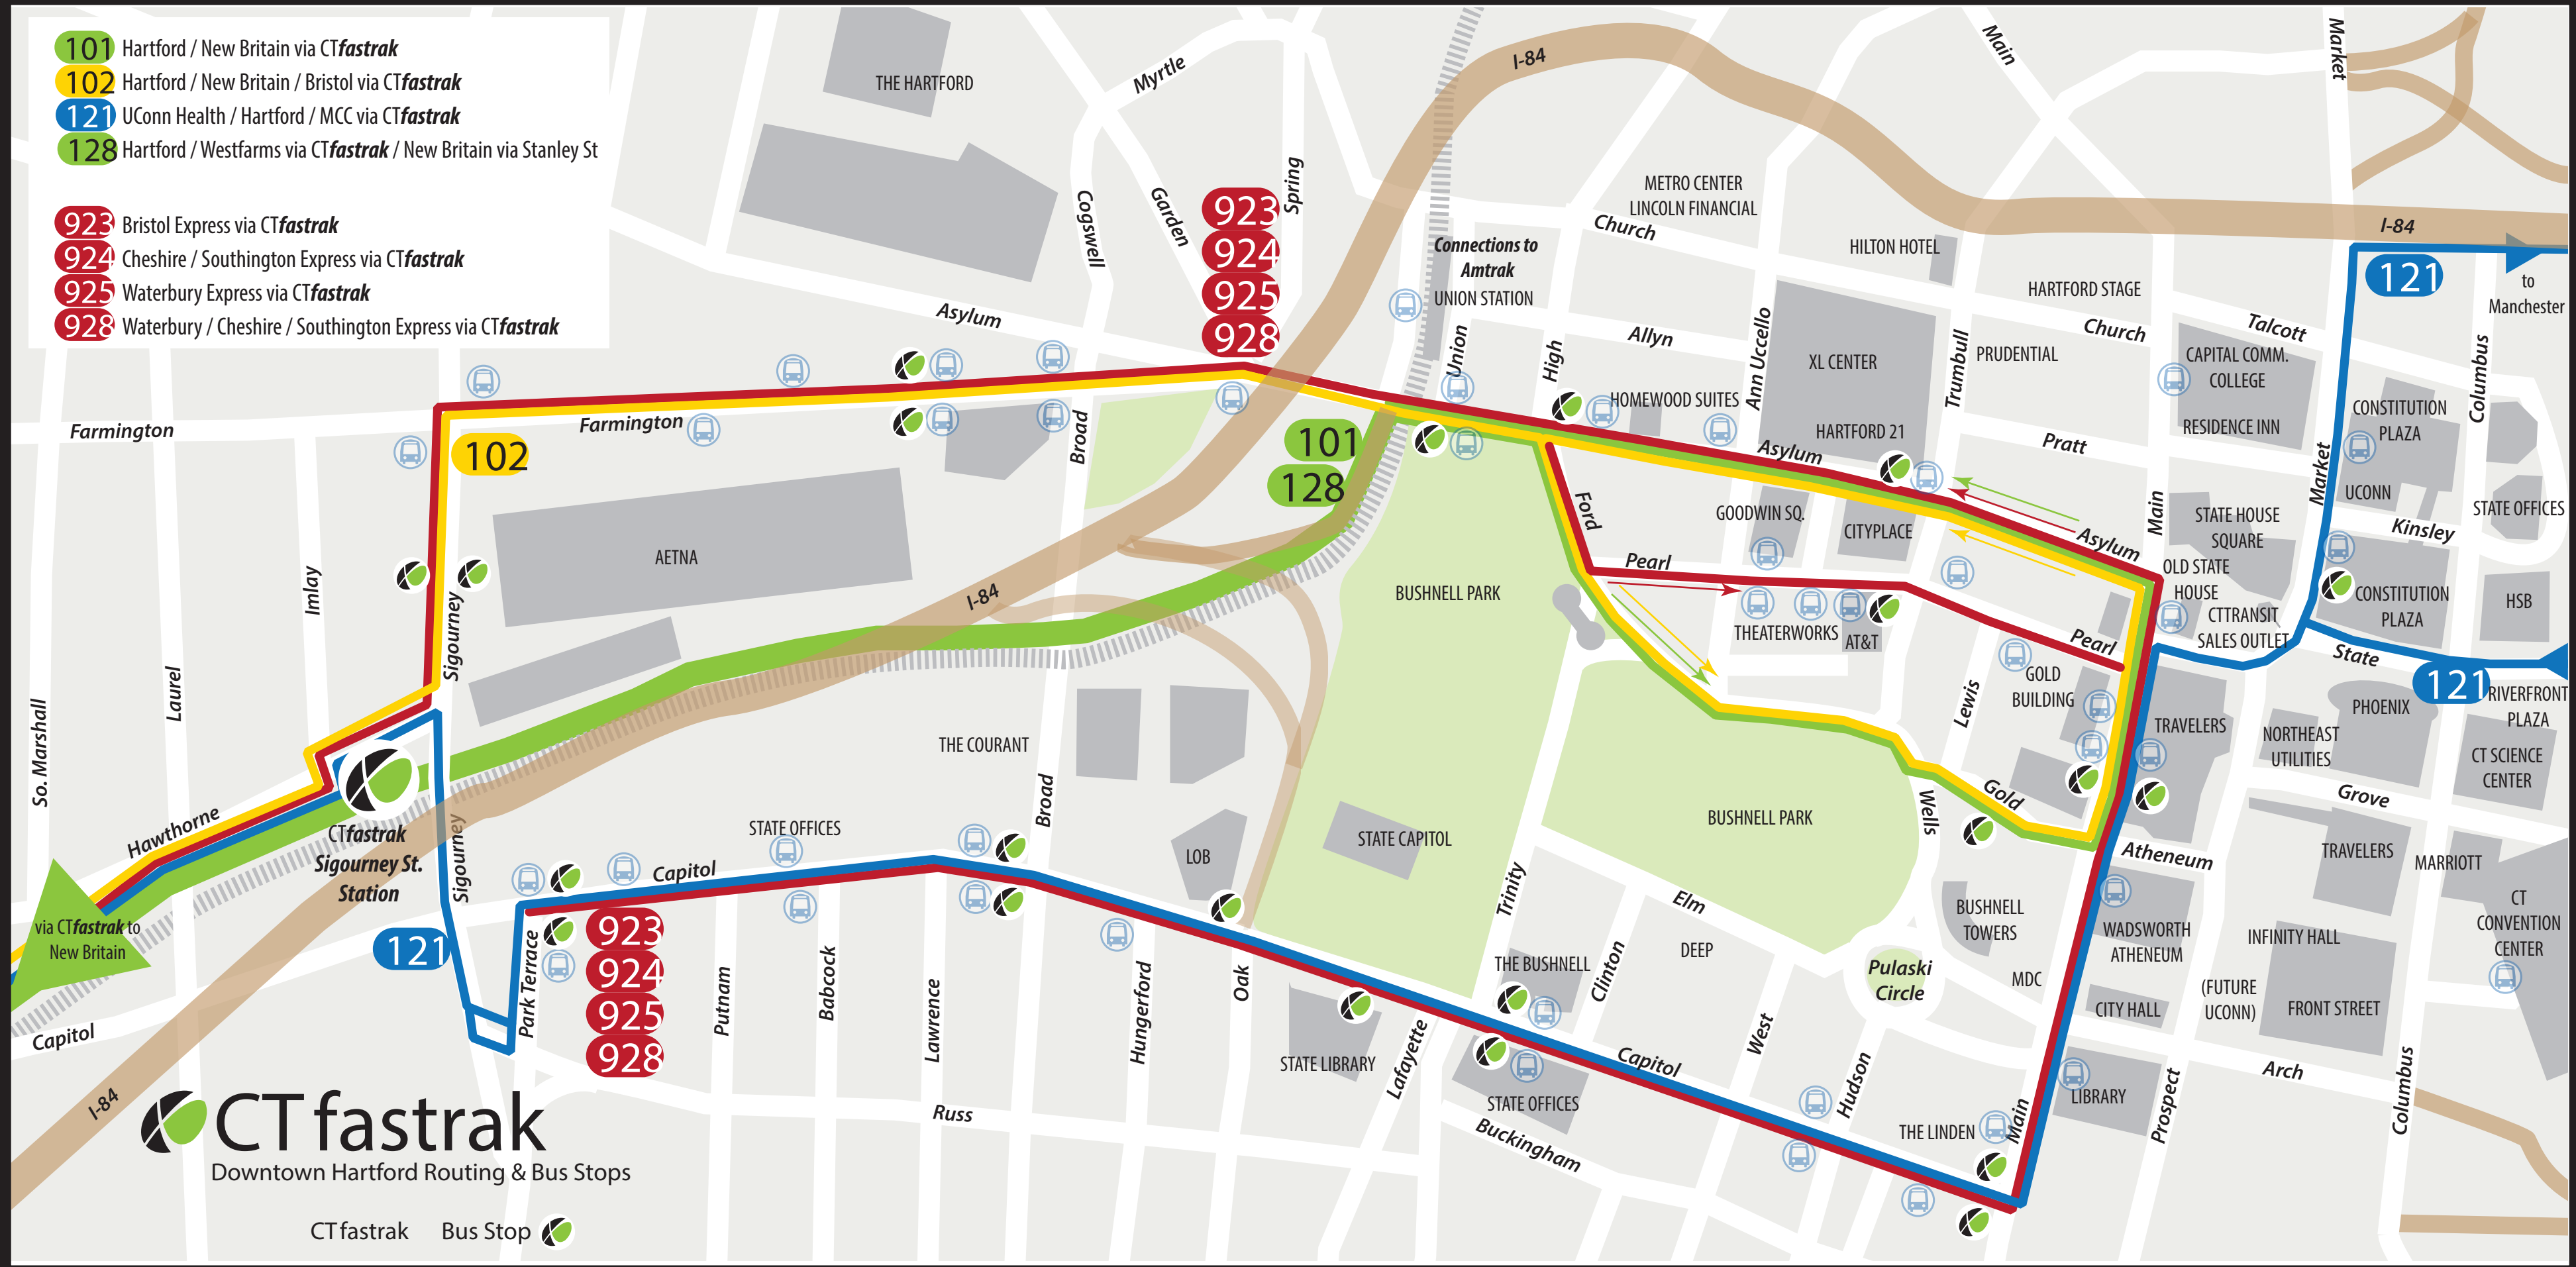 101 Hartford / New Britain via CTfastrak
102 Hartford / New Britain / Bristol via CTfastrak
121 UConn Health / Hartford / MCC via CTfastrak
128 Hartford / Westfarms via CTfastrak / New Britain via Stanley St
923 Bristol Express via CTfastrak
924 Cheshire / Southington Express via CTfastrak
925 Waterbury Express via CTfastrak
928 Waterbury / Cheshire / Southington Express via CTfastrak
THE HARTFORD
Myrtle
I-84
Main
Market
Cogswell
Garden
Spring
923
924
925
928
METRO CENTER
LINCOLN FINANCIAL
Church
Connections to
Amtrak
UNION STATION
HILTON HOTEL
I-84
121
to
Manchester
HARTFORD STAGE
Church
Talcott
Asylum
Union
High
Allyn
Ann Uccello
XL CENTER
Trumbull
PRUDENTIAL
CAPITAL COMM.
COLLEGE
Columbus
Farmington
Farmington
102
Broad
101
128
HOMEWOOD SUITES
HARTFORD 21
Asylum
Pratt
RESIDENCE INN
CONSTITUTION
PLAZA
Market
UCONN
STATE OFFICES
Kinsley
AETNA
Ford
GOODWIN SQ.
CITYPLACE
Asylum
Main
STATE HOUSE
SQUARE
OLD STATE
HOUSE
CTTRANSIT
SALES OUTLET
CONSTITUTION
PLAZA
HSB
Imlay
Sigourney
I-84
BUSHNELL PARK
Pearl
THEATERWORKS
AT&T
Pearl
State
121
RIVERFRONT
PLAZA
So. Marshall
Laurel
GOLD
BUILDING
Lewis
TRAVELERS
PHOENIX
NORTHEAST
UTILITIES
CT SCIENCE
CENTER
THE COURANT
Broad
Hawthorne
CTfastrak
Sigourney St.
Station
Sigourney
STATE OFFICES
Capitol
LOB
STATE CAPITOL
BUSHNELL PARK
Wells
Gold
Atheneum
Grove
TRAVELERS
MARRIOTT
CT
CONVENTION
CENTER
via CTfastrak to
New Britain
121
Park Terrace
923
924
925
928
Putnam
Babcock
Lawrence
Hungerford
Oak
Trinity
Elm
DEEP
THE BUSHNELL
Clinton
BUSHNELL
TOWERS
Pulaski
Circle
MDC
WADSWORTH
ATHENEUM
INFINITY HALL
CITY HALL
(FUTURE
UCONN)
FRONT STREET
Capitol
I-84
STATE LIBRARY
Lafayette
STATE OFFICES
Capitol
West
Hudson
Buckingham
THE LINDEN
Main
LIBRARY
Prospect
Arch
Columbus
Russ
CTfastrak
Downtown Hartford Routing & Bus Stops
CTfastrak Bus Stop